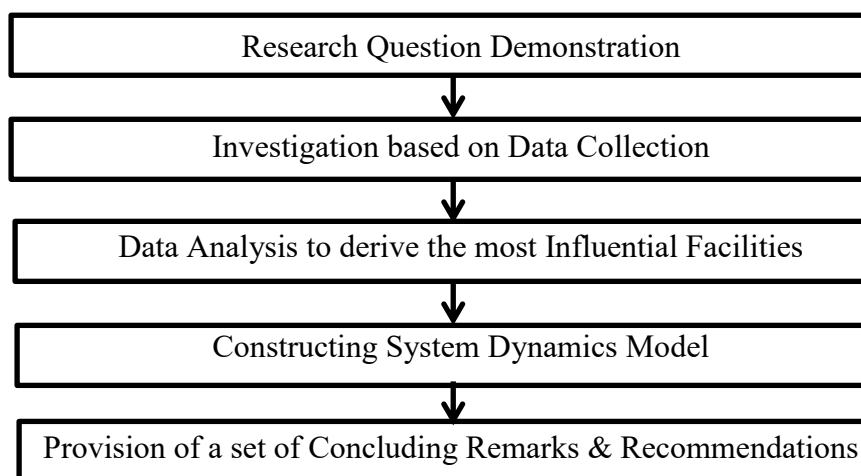 Research Question Demonstration
Investigation based on Data Collection
Data Analysis to derive the most Influential Facilities
Constructing System Dynamics Model
Provision of a set of Concluding Remarks & Recommendations